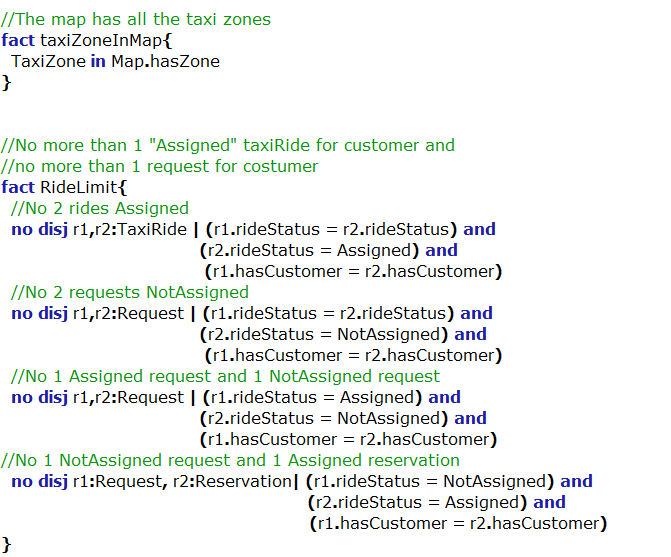 //The map has all the taxi zones
fact taxiZoneInMap{
TaxiZone in Map.hasZone
}
//No more than 1 "Assigned" taxiRide for customer and
//no more than 1 request for costumer
fact RideLimit{
//No 2 rides Assigned
no disj r1,r2:TaxiRide | (r1.rideStatus = r2.rideStatus) and
(r2.rideStatus = Assigned) and
(r1.hasCustomer = r2.hasCustomer)
//No 2 requests NotAssigned
no disj r1,r2:Request | (r1.rideStatus = r2.rideStatus) and
(r2.rideStatus = NotAssigned) and
(r1.hasCustomer = r2.hasCustomer)
//No 1 Assigned request and 1 NotAssigned request
no disj r1,r2:Request | (r1.rideStatus = Assigned) and
(r2.rideStatus = NotAssigned) and
(r1.hasCustomer = r2.hasCustomer)
//No 1 NotAssigned request and 1 Assigned reservation
no disj r1:Request, r2:Reservation| (r1.rideStatus = NotAssigned) and
(r2.rideStatus = Assigned) and
(r1.hasCustomer = r2.hasCustomer)
}